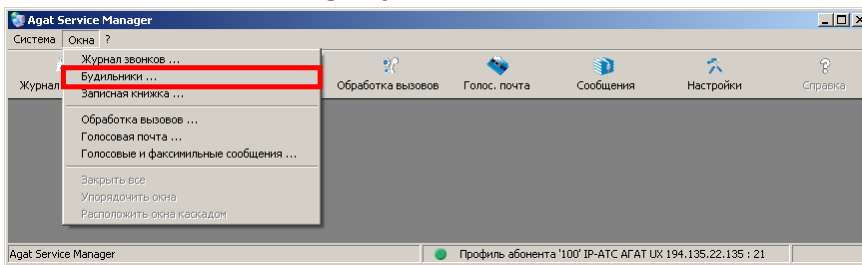 Agat Service Manager
Система Окна ?
Журнал звонков ...
Будильники ...
Записная книжка ...
Обработка вызовов ...
Голосовая почта ...
Голосовые и факсимильные сообщения ...
Закрыть все
Упорядочить окна
Расположить окна каскадом
Журнал Обработка вызовов Голос. почта Сообщения Настройки Справка
Agat Service Manager Профиль абонента '100' IP-АТС АГАТ UX 194.135.22.135 : 21